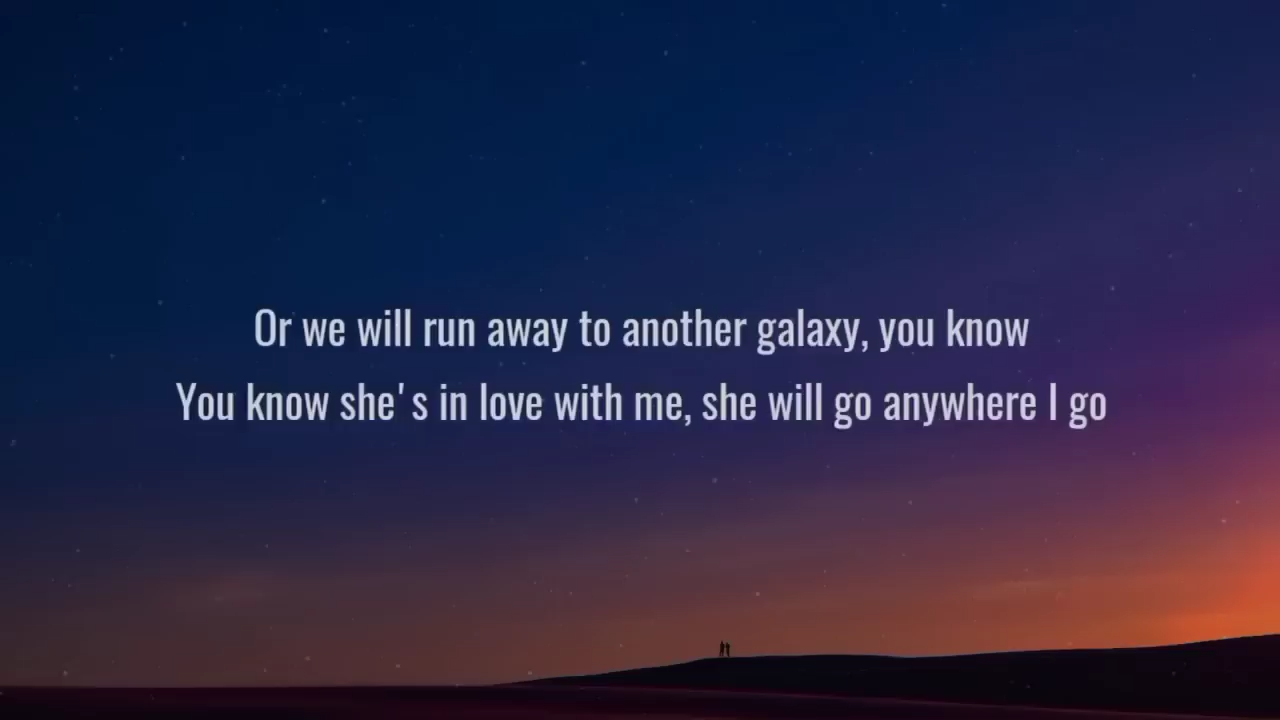 Or we will run away to another galaxy, you know
You know she's in love with me, she will go anywhere I go